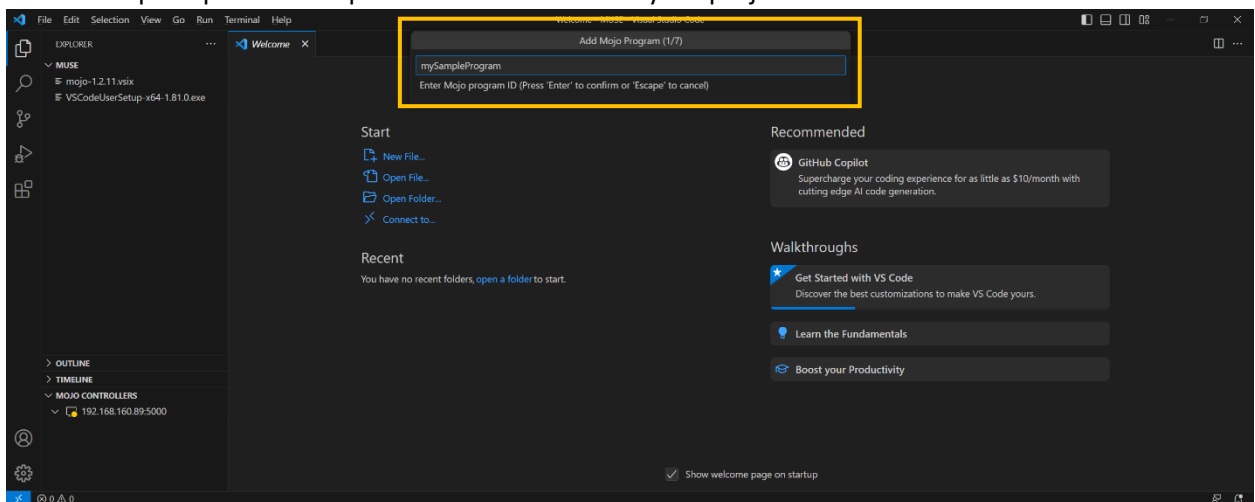 File Edit Selection View Go Run Terminal Help
Welcome - MUSE - Visual Studio Code
EXPLORER
Welcome
Add Mojo Program (1/7)
MUSE
mySampleProgram
mojo-1.2.11.vsix
Enter Mojo program ID (Press 'Enter' to confirm or 'Escape' to cancel)
VSCodeUserSetup-x64-1.81.0.exe
Start
Recommended
New File...
GitHub Copilot
Open File...
Supercharge your coding experience for as little as $10/month with
cutting edge AI code generation.
Open Folder...
Connect to...
Walkthroughs
Recent
You have no recent folders, open a folder to start.
Get Started with VS Code
Discover the best customizations to make VS Code yours.
Learn the Fundamentals
OUTLINE
Boost your Productivity
TIMELINE
MOJO CONTROLLERS
192.168.160.89:5000
Show welcome page on startup
0 0